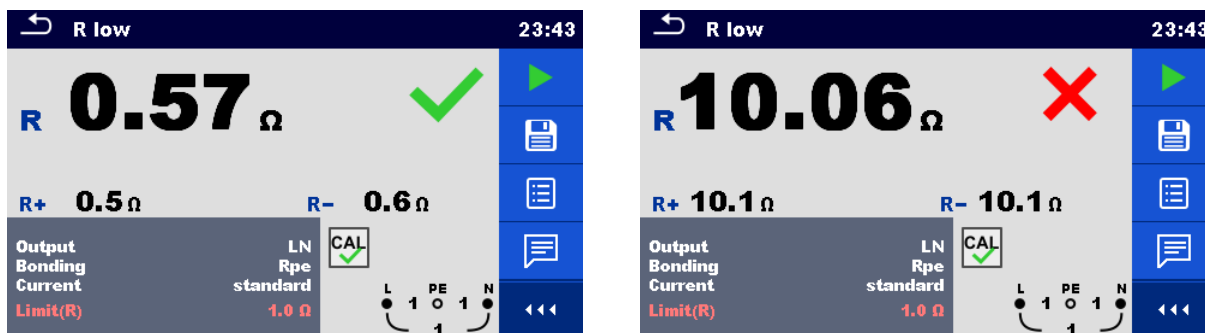 R low 23:43
R 0.57 Ω
R+ 0.5 Ω R– 0.6 Ω
Output LN
Bonding Rpe
Current standard
Limit(R) 1.0 Ω
CAL
L PE N
1 1
1
R low 23:43
R 10.06 Ω
R+ 10.1 Ω R– 10.1 Ω
Output LN
Bonding Rpe
Current standard
Limit(R) 1.0 Ω
CAL
L PE N
1 1
1